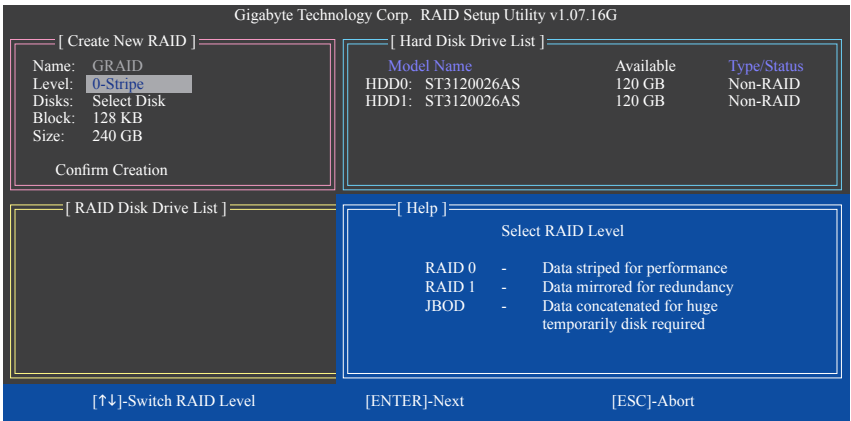 Gigabyte Technology Corp. RAID Setup Utility v1.07.16G
[ Create New RAID ]
Name: GRAID
Level: 0-Stripe
Disks: Select Disk
Block: 128 KB
Size: 240 GB
Confirm Creation
[ Hard Disk Drive List ]
Model Name Available Type/Status
HDD0: ST3120026AS 120 GB Non-RAID
HDD1: ST3120026AS 120 GB Non-RAID
[ RAID Disk Drive List ]
[ Help ]
Select RAID Level
RAID 0 - Data striped for performance
RAID 1 - Data mirrored for redundancy
JBOD - Data concatenated for huge
temporarily disk required
[↑↓]-Switch RAID Level [ENTER]-Next [ESC]-Abort